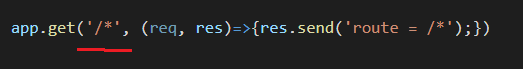 app.get('/*', (req, res)=>{res.send('route = /*');})